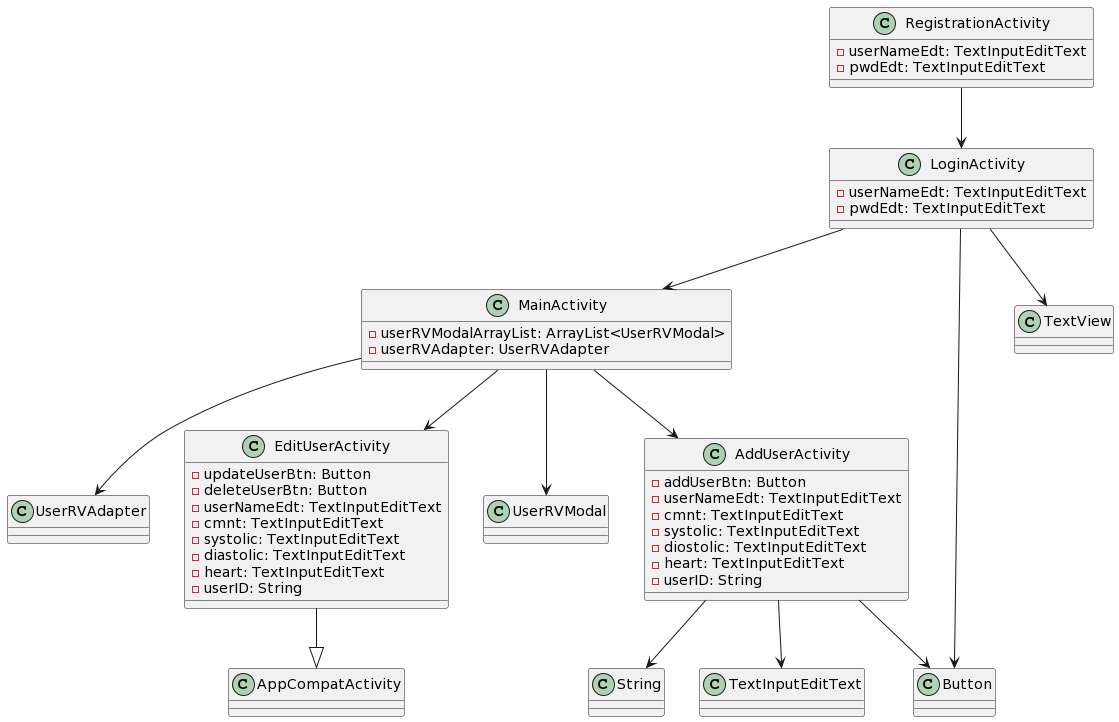 C RegistrationActivity
userNameEdt: TextInputEditText
pwdEdt: TextInputEditText
C LoginActivity
userNameEdt: TextInputEditText
pwdEdt: TextInputEditText
C MainActivity
userRVModalArrayList: ArrayList<UserRVModal>
userRVAdapter: UserRVAdapter
C TextView
C EditUserActivity
updateUserBtn: Button
deleteUserBtn: Button
userNameEdt: TextInputEditText
cmnt: TextInputEditText
systolic: TextInputEditText
diastolic: TextInputEditText
heart: TextInputEditText
userID: String
C AddUserActivity
addUserBtn: Button
userNameEdt: TextInputEditText
cmnt: TextInputEditText
systolic: TextInputEditText
diostolic: TextInputEditText
heart: TextInputEditText
userID: String
C UserRVAdapter
C UserRVModal
C AppCompatActivity
C String
C TextInputEditText
C Button